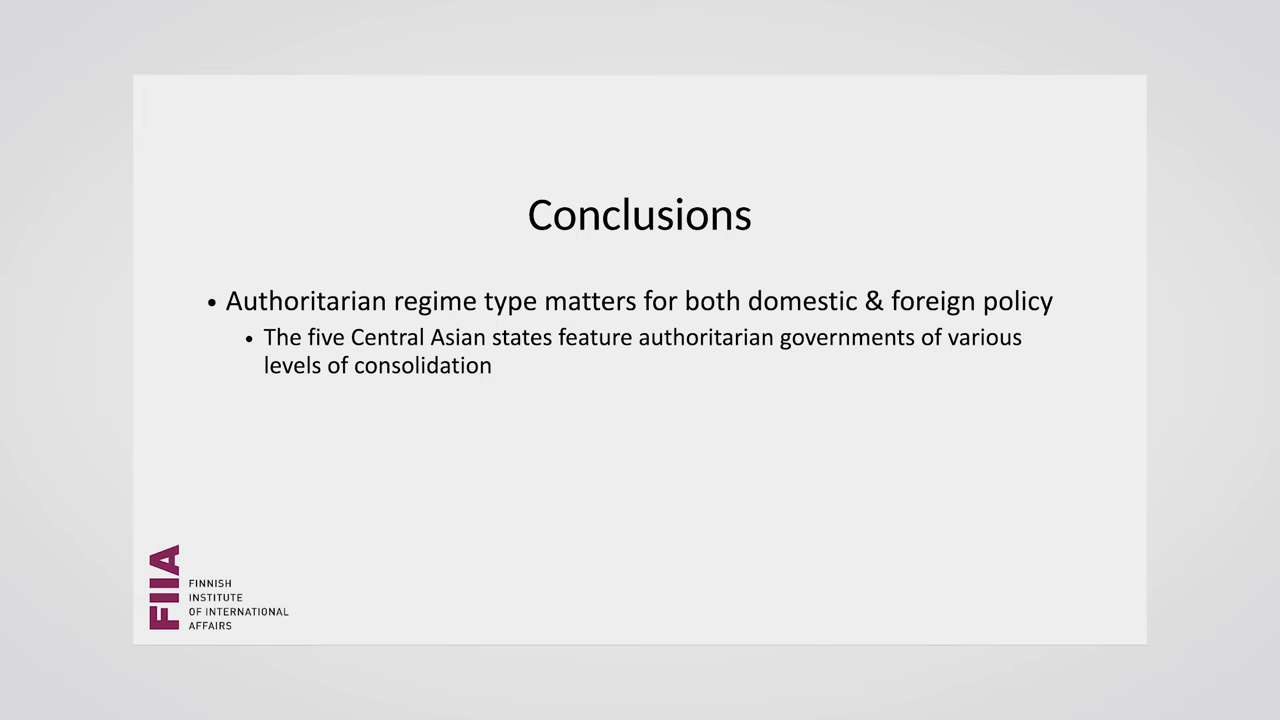 Conclusions
• Authoritarian regime type matters for both domestic & foreign policy
• The five Central Asian states feature authoritarian governments of various
levels of consolidation
FIIA
FINNISH
INSTITUTE
OF INTERNATIONAL
AFFAIRS